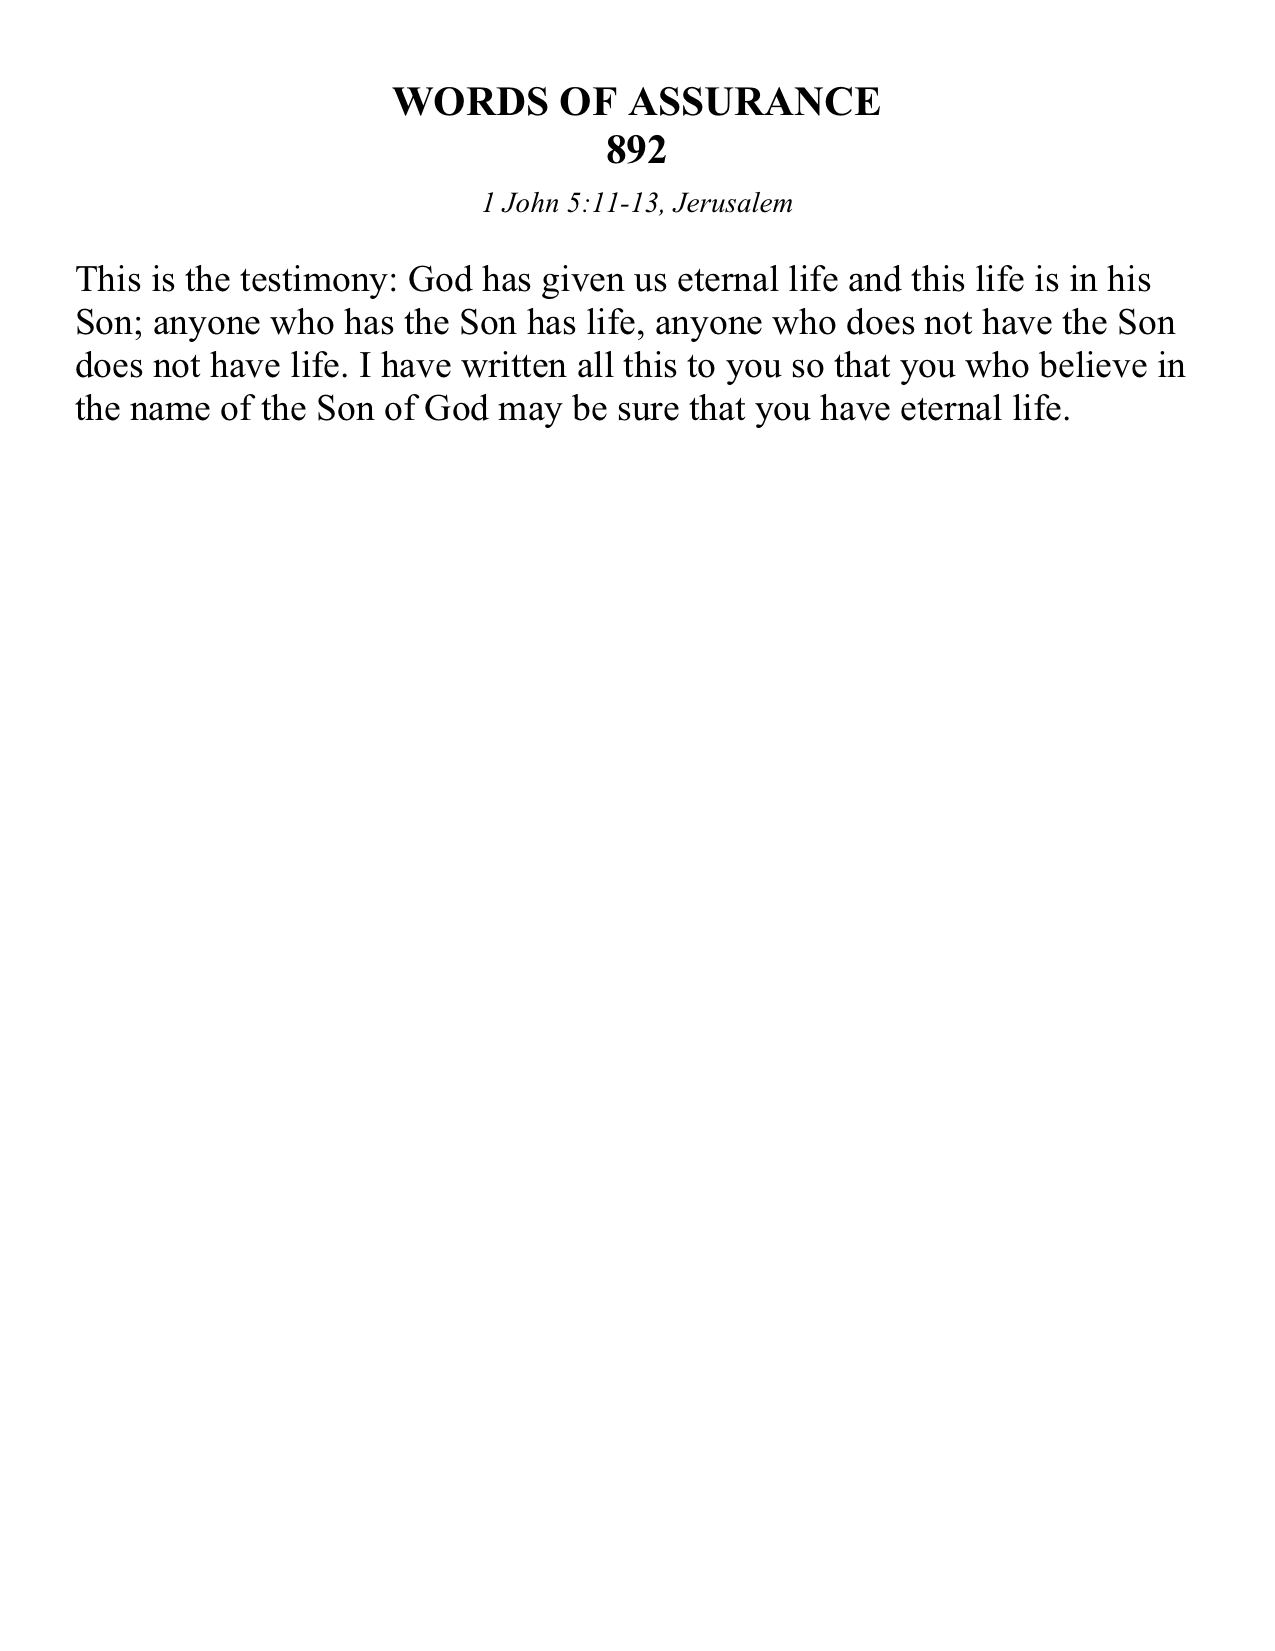 WORDS OF ASSURANCE
892
1 John 5:11-13, Jerusalem
This is the testimony: God has given us eternal life and this life is in his
Son; anyone who has the Son has life, anyone who does not have the Son
does not have life. I have written all this to you so that you who believe in
the name of the Son of God may be sure that you have eternal life.